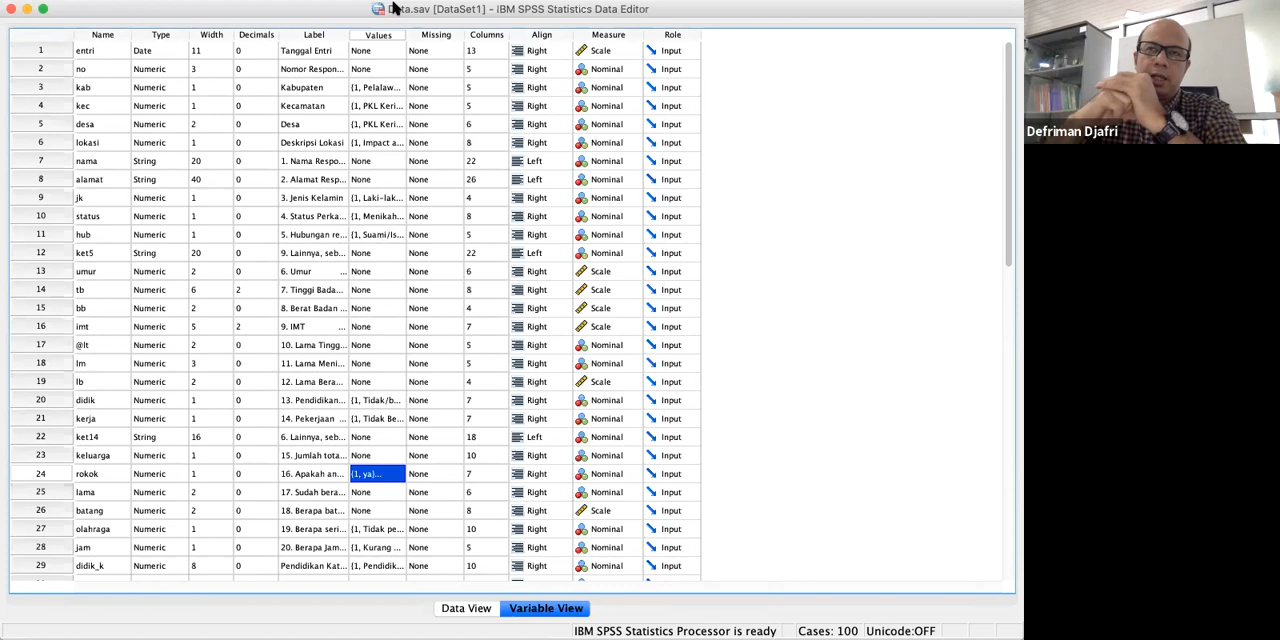 Data.sav [DataSet1] - IBM SPSS Statistics Data Editor
Name Type Width Decimals Label Values Missing Columns Align Measure Role
1 entri Date 11 0 Tanggal Entri None None 13 Right Scale Input
2 no Numeric 3 0 Nomor Respon... None None 5 Right Nominal Input
3 kab Numeric 1 0 Kabupaten {1, Pelalaw... None 5 Right Nominal Input
4 kec Numeric 1 0 Kecamatan {1, PKL Keri... None 5 Right Nominal Input
5 desa Numeric 2 0 Desa {1, PKL Keri... None 6 Right Nominal Input
6 lokasi Numeric 1 0 Deskripsi Lokasi {1, Impact a... None 8 Right Nominal Input
7 nama String 20 0 1. Nama Respo... None None 22 Left Nominal Input
8 alamat String 40 0 2. Alamat Resp... None None 26 Left Nominal Input
9 jk Numeric 1 0 3. Jenis Kelamin {1, Laki-lak... None 4 Right Nominal Input
10 status Numeric 1 0 4. Status Perka... {1, Menikah... None 8 Right Nominal Input
11 hub Numeric 1 0 5. Hubungan re... {1, Suami/Is... None 5 Right Nominal Input
12 ket5 String 20 0 9. Lainnya, seb... None None 22 Left Nominal Input
13 umur Numeric 2 0 6. Umur ... None None 6 Right Scale Input
14 tb Numeric 6 2 7. Tinggi Bada... None None 8 Right Scale Input
15 bb Numeric 2 0 8. Berat Badan ... None None 4 Right Scale Input
16 imt Numeric 5 2 9. IMT ... None None 7 Right Scale Input
17 @lt Numeric 2 0 10. Lama Tingg... None None 5 Right Nominal Input
18 lm Numeric 3 0 11. Lama Meni... None None 5 Right Nominal Input
19 lb Numeric 2 0 12. Lama Bera... None None 4 Right Scale Input
20 didik Numeric 1 0 13. Pendidikan... {1, Tidak/b... None 7 Right Nominal Input
21 kerja Numeric 1 0 14. Pekerjaan ... {1, Tidak Be... None 7 Right Nominal Input
22 ket14 String 16 0 6. Lainnya, seb... None None 18 Left Nominal Input
23 keluarga Numeric 1 0 15. Jumlah tota... None None 10 Right Nominal Input
24 rokok Numeric 1 0 16. Apakah an... {1, ya}... None 7 Right Nominal Input
25 lama Numeric 2 0 17. Sudah bera... None None 6 Right Nominal Input
26 batang Numeric 2 0 18. Berapa bat... None None 8 Right Scale Input
27 olahraga Numeric 1 0 19. Berapa seri... {1, Tidak pe... None 10 Right Nominal Input
28 jam Numeric 1 0 20. Berapa Jam... {1, Kurang ... None 5 Right Nominal Input
29 didik_k Numeric 8 0 Pendidikan Kat... {1, Pendidik... None 10 Right Nominal Input
Data View Variable View
IBM SPSS Statistics Processor is ready Cases: 100 Unicode:OFF
Defriman Djafri